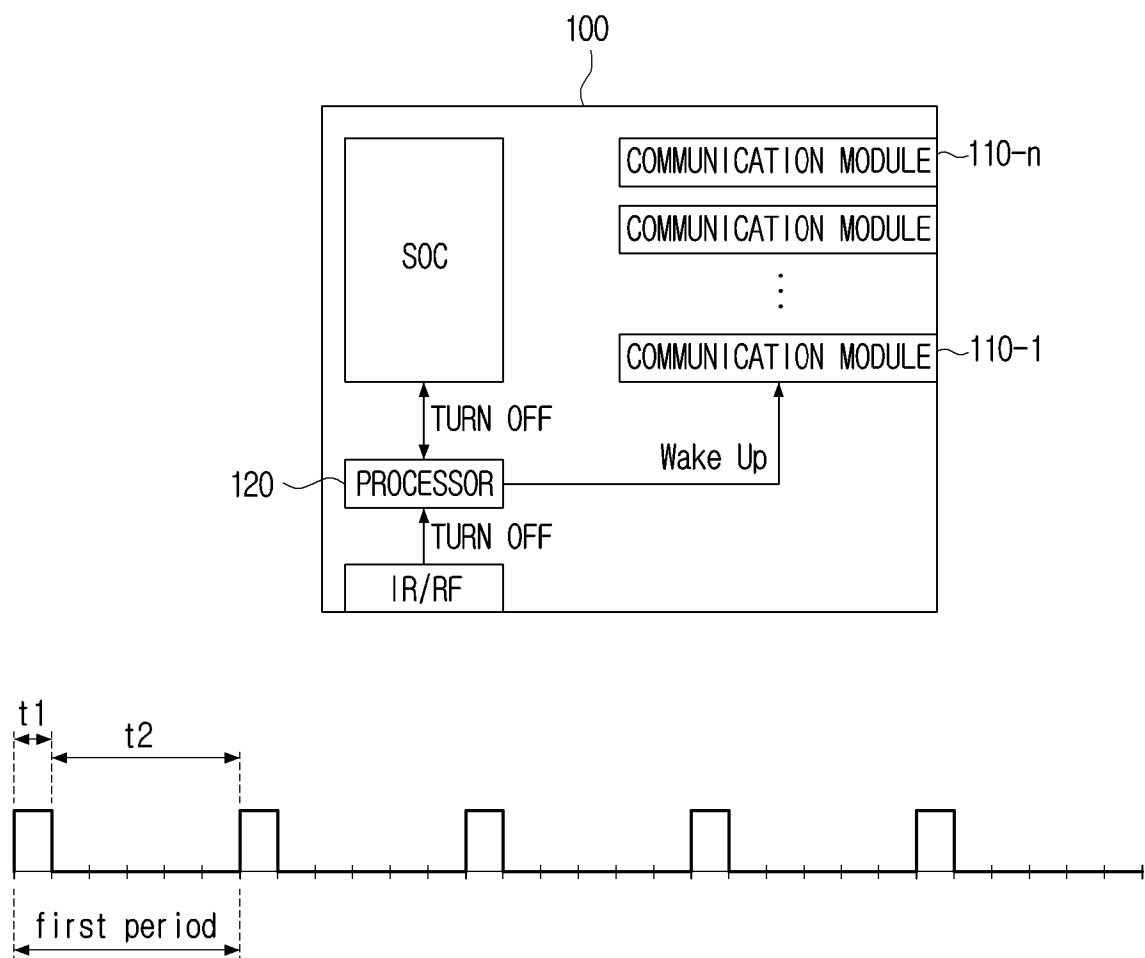 100
COMMUNICATION MODULE
110-n
SOC
COMMUNICATION MODULE
COMMUNICATION MODULE
110-1
TURN OFF
Wake Up
120
PROCESSOR
TURN OFF
IR/RF
t1
t2
first period